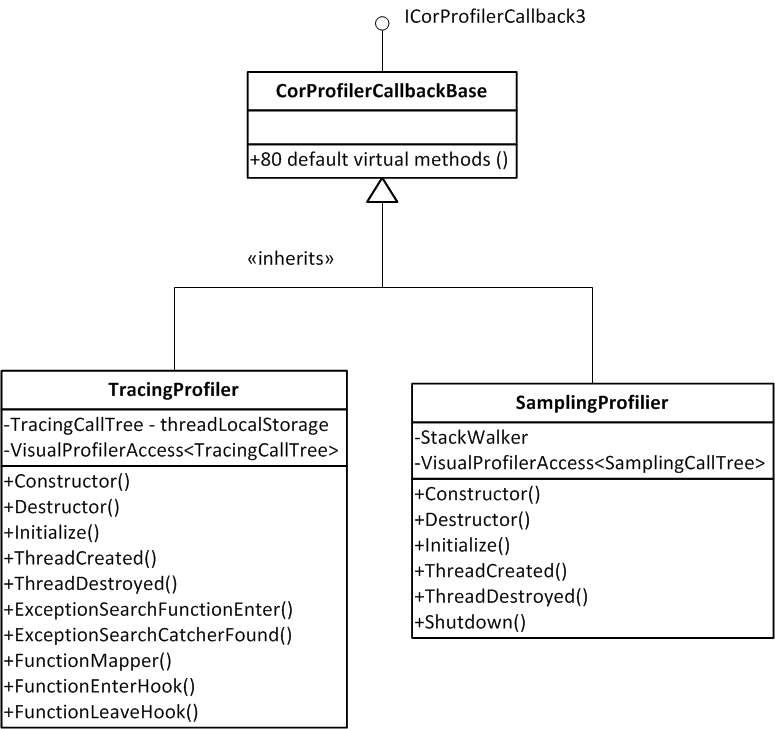 ICorProfilerCallback3
CorProfilerCallbackBase
+80 default virtual methods ()
«inherits»
TracingProfiler
-TracingCallTree - threadLocalStorage
-VisualProfilerAccess<TracingCallTree>
+Constructor()
+Destructor()
+Initialize()
+ThreadCreated()
+ThreadDestroyed()
+ExceptionSearchFunctionEnter()
+ExceptionSearchCatcherFound()
+FunctionMapper()
+FunctionEnterHook()
+FunctionLeaveHook()
SamplingProfilier
-StackWalker
-VisualProfilerAccess<SamplingCallTree>
+Constructor()
+Destructor()
+Initialize()
+ThreadCreated()
+ThreadDestroyed()
+Shutdown()